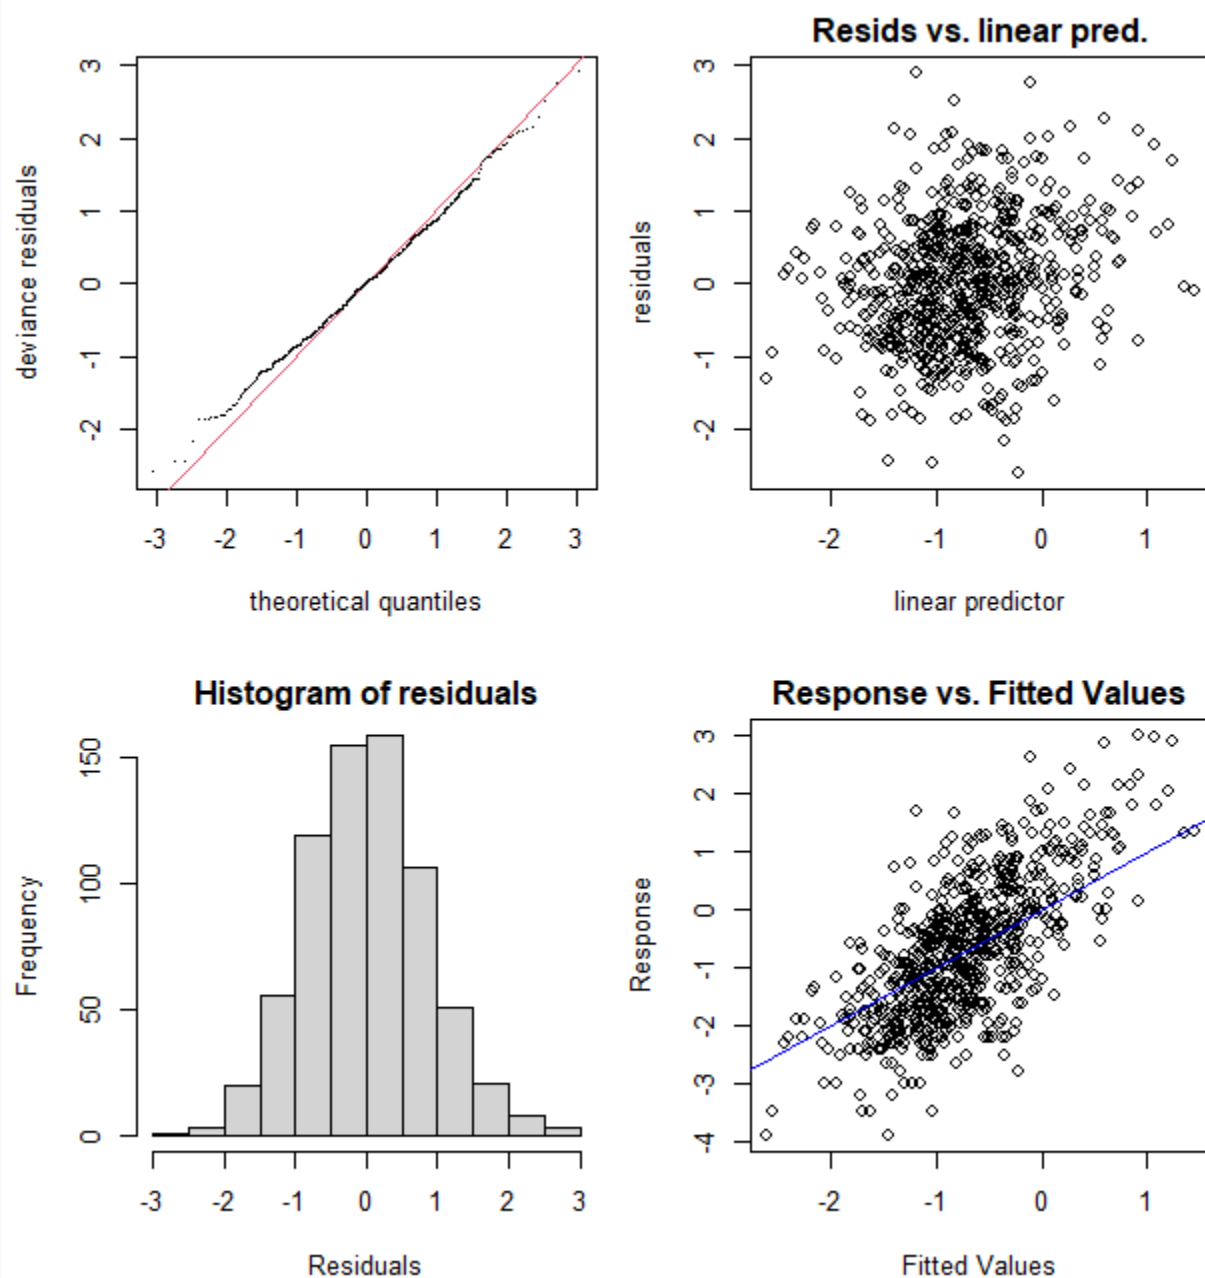 3
2
1
0
-1
-2
deviance residuals
-3 -2 -1 0 1 2 3
theoretical quantiles
Resids vs. linear pred.
3
2
1
0
-1
-2
residuals
-2 -1 0 1
linear predictor
Histogram of residuals
150
100
50
0
Frequency
-3 -2 -1 0 1 2 3
Residuals
Response vs. Fitted Values
3
2
1
0
-1
-2
-3
-4
Response
-2 -1 0 1
Fitted Values